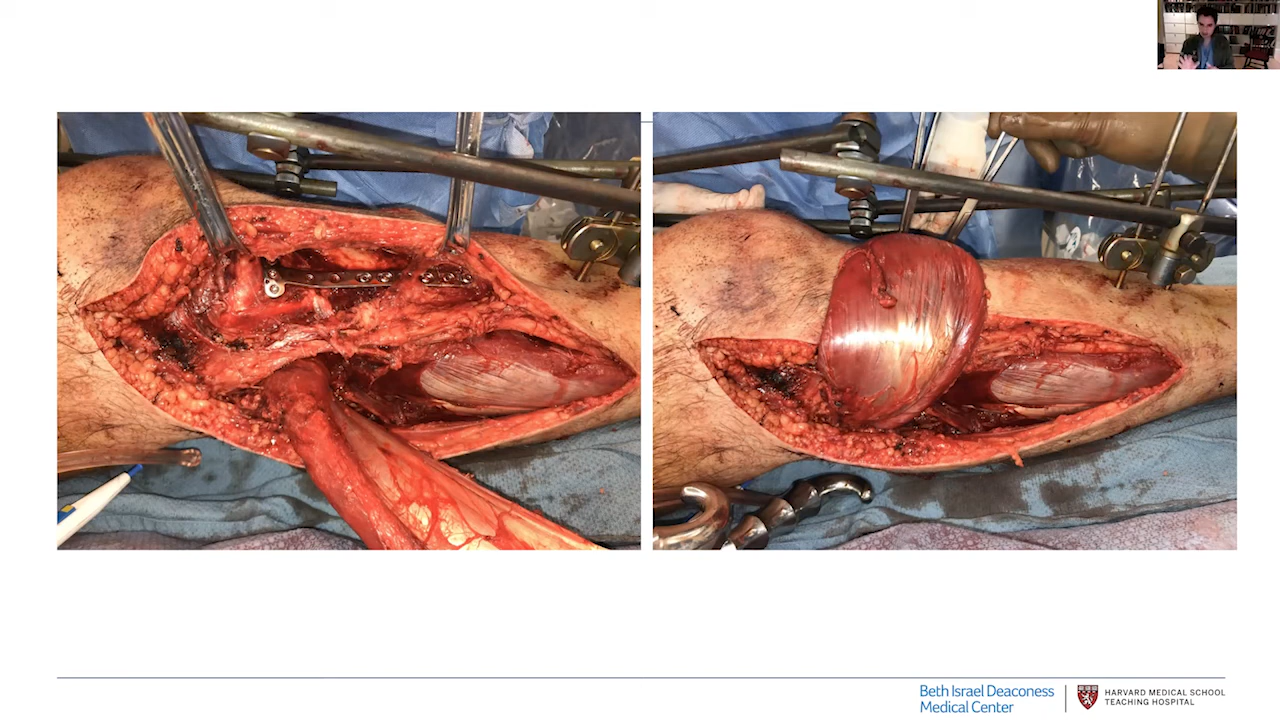 Beth Israel Deaconess
Medical Center
HARVARD MEDICAL SCHOOL
TEACHING HOSPITAL